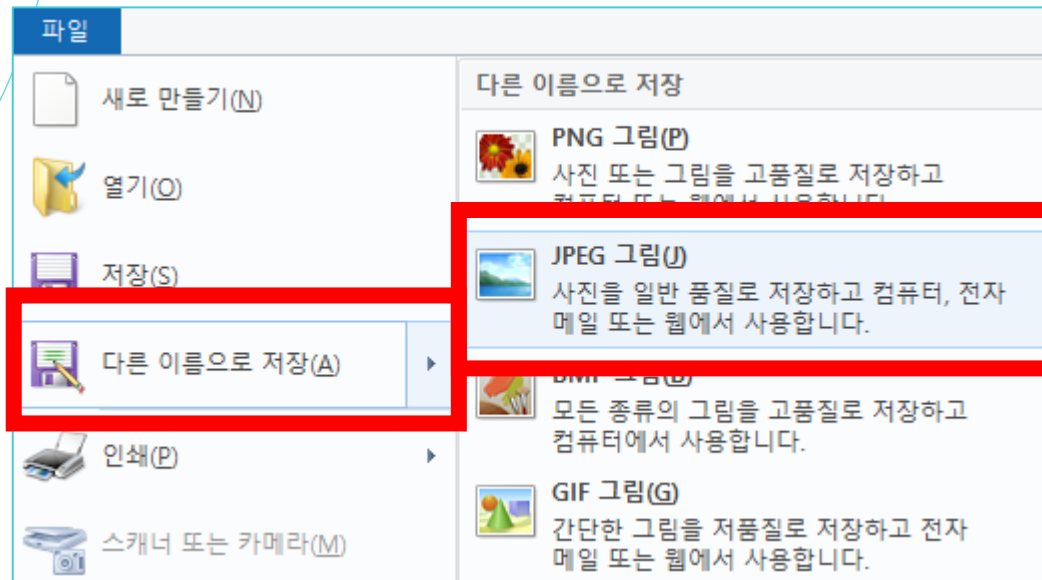 파일
새로 만들기(N)
열기(O)
저장(S)
다른 이름으로 저장(A)
인쇄(P)
스캐너 또는 카메라(M)
다른 이름으로 저장
PNG 그림(P)
사진 또는 그림을 고품질로 저장하고
JPEG 그림(J)
사진을 일반 품질로 저장하고 컴퓨터, 전자
메일 또는 웹에서 사용합니다.
모든 종류의 그림을 고품질로 저장하고
컴퓨터에서 사용합니다.
GIF 그림(G)
간단한 그림을 저품질로 저장하고 전자
메일 또는 웹에서 사용합니다.